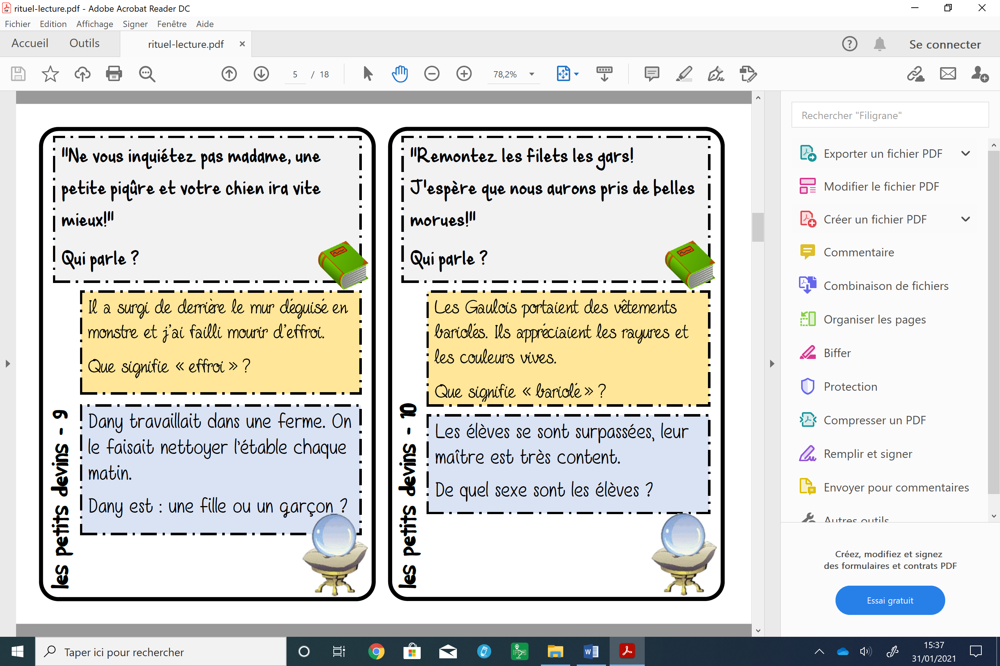 rituel-lecture.pdf - Adobe Acrobat Reader DC
Fichier Edition Affichage Signer Fenêtre Aide
Accueil Outils rituel-lecture.pdf × Se connecter
5 / 18 78,2%
"Ne vous inquiétez pas madame, une
petite piqûre et votre chien ira vite
mieux!"
Qui parle ?
Il a surgi de derrière le mur déguisé en
monstre et j'ai failli mourir d'effroi.
Que signifie « effroi » ?
Dany travaillait dans une ferme. On
le faisait nettoyer l'étable chaque
matin.
Dany est : une fille ou un garçon ?
les petits devins - 9
"Remontez les filets les gars!
J'espère que nous aurons pris de belles
morues!"
Qui parle ?
Les Gaulois portaient des vêtements
bariolés. Ils appréciaient les rayures et
les couleurs vives.
Que signifie « bariolé » ?
Les élèves se sont surpassées, leur
maître est très content.
De quel sexe sont les élèves ?
les petits devins - 10
Rechercher "Filigrane"
Exporter un fichier PDF
Modifier le fichier PDF
Créer un fichier PDF
Commentaire
Combinaison de fichiers
Organiser les pages
Biffer
Protection
Compresser un PDF
Remplir et signer
Envoyer pour commentaires
Autres outils
Créez, modifiez et signez
des formulaires et contrats PDF
Essai gratuit
Taper ici pour rechercher
IPEVO
15:37
31/01/2021